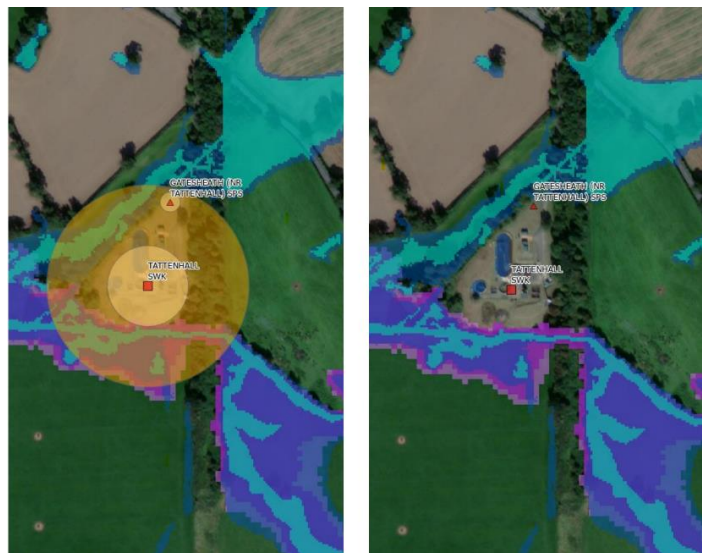 GATESHEATH (NR
TATTENHALL) SPS
TATTENHALL
SWK
GATESHEATH (NR
TATTENHALL) SPS
TATTENHALL
SWK